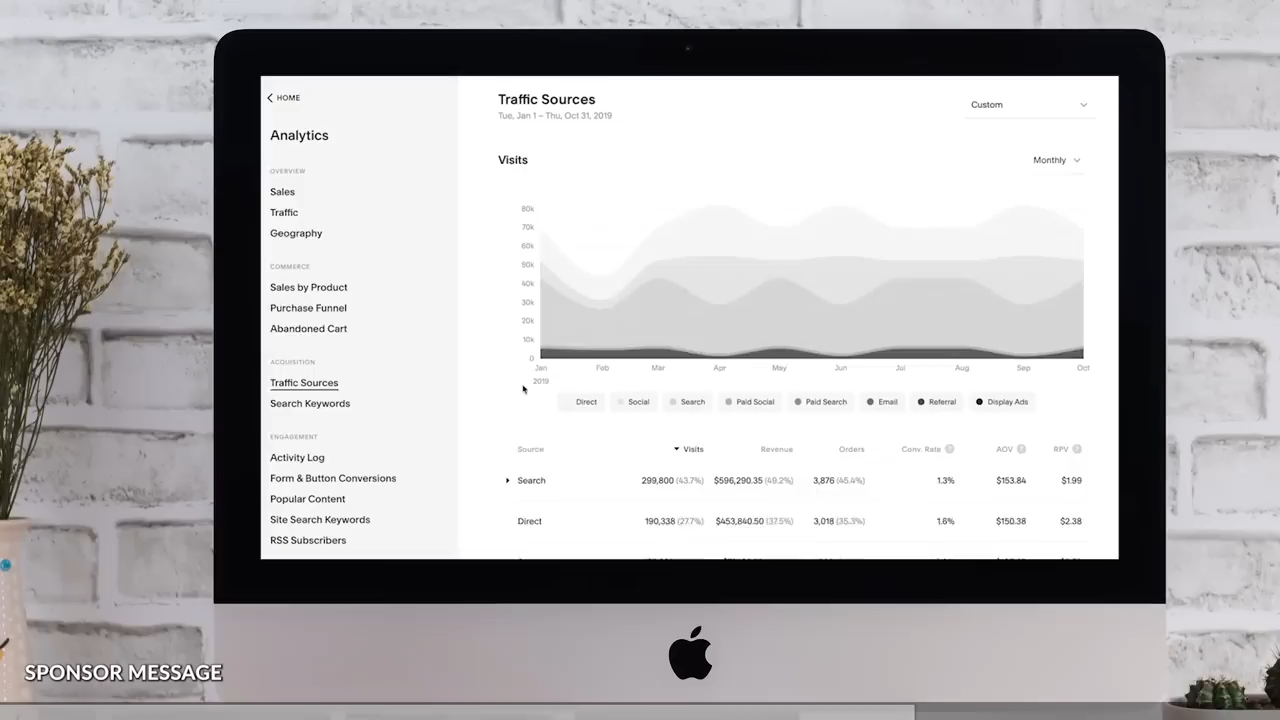 HOME
Analytics
OVERVIEW
Sales
Traffic
Geography
COMMERCE
Sales by Product
Purchase Funnel
Abandoned Cart
ACQUISITION
Traffic Sources
Search Keywords
ENGAGEMENT
Activity Log
Form & Button Conversions
Popular Content
Site Search Keywords
RSS Subscribers
Traffic Sources
Tue, Jan 1 – Thu, Oct 31, 2019
Custom
Visits
Monthly
80k
70k
60k
50k
40k
30k
20k
10k
0
Jan Feb Mar Apr May Jun Jul Aug Sep Oct
2019
Direct Social Search Paid Social Paid Search Email Referral Display Ads
Source Visits Revenue Orders Conv. Rate ? AOV ? RPV ?
Search 299,800 (43.7%) $596,290.35 (49.2%) 3,876 (45.4%) 1.3% $153.84 $1.99
Direct 190,338 (27.7%) $453,840.50 (37.5%) 3,018 (35.3%) 1.6% $150.38 $2.38
SPONSOR MESSAGE